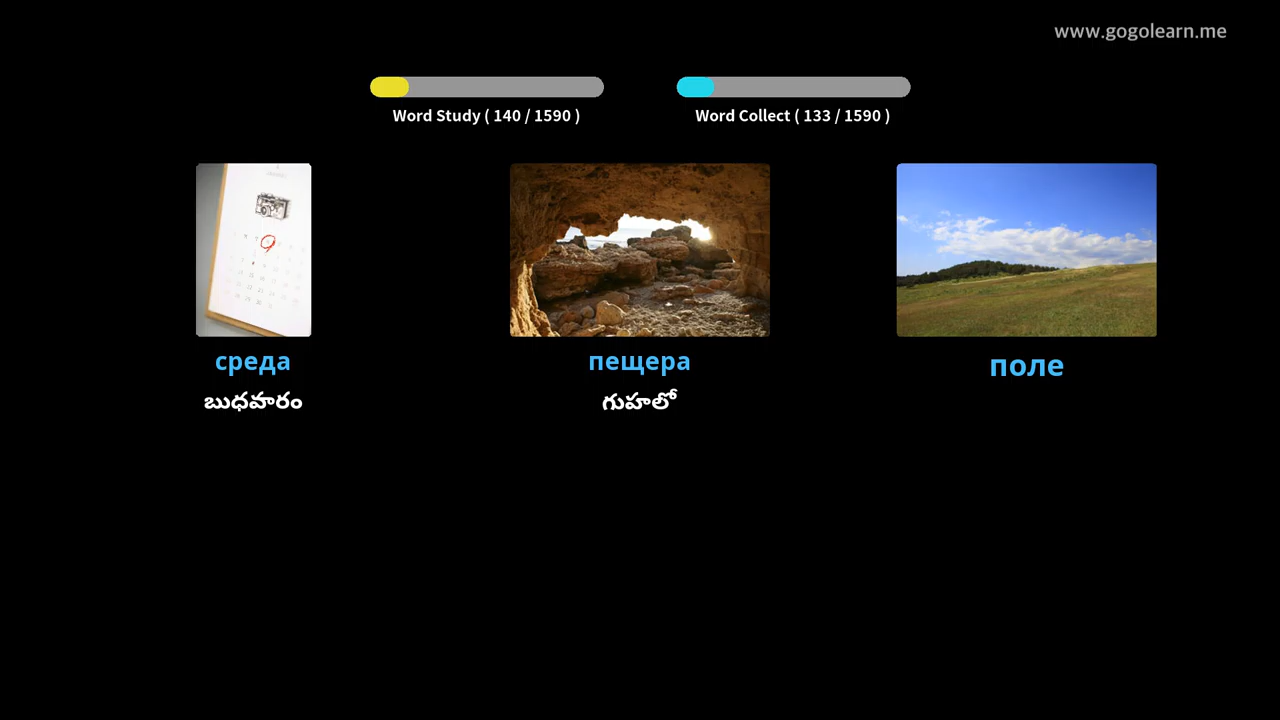 www.gogolearn.me
Word Study ( 140 / 1590 )
Word Collect ( 133 / 1590 )
среда
пещера
поле
బుధవారం
గుహలో